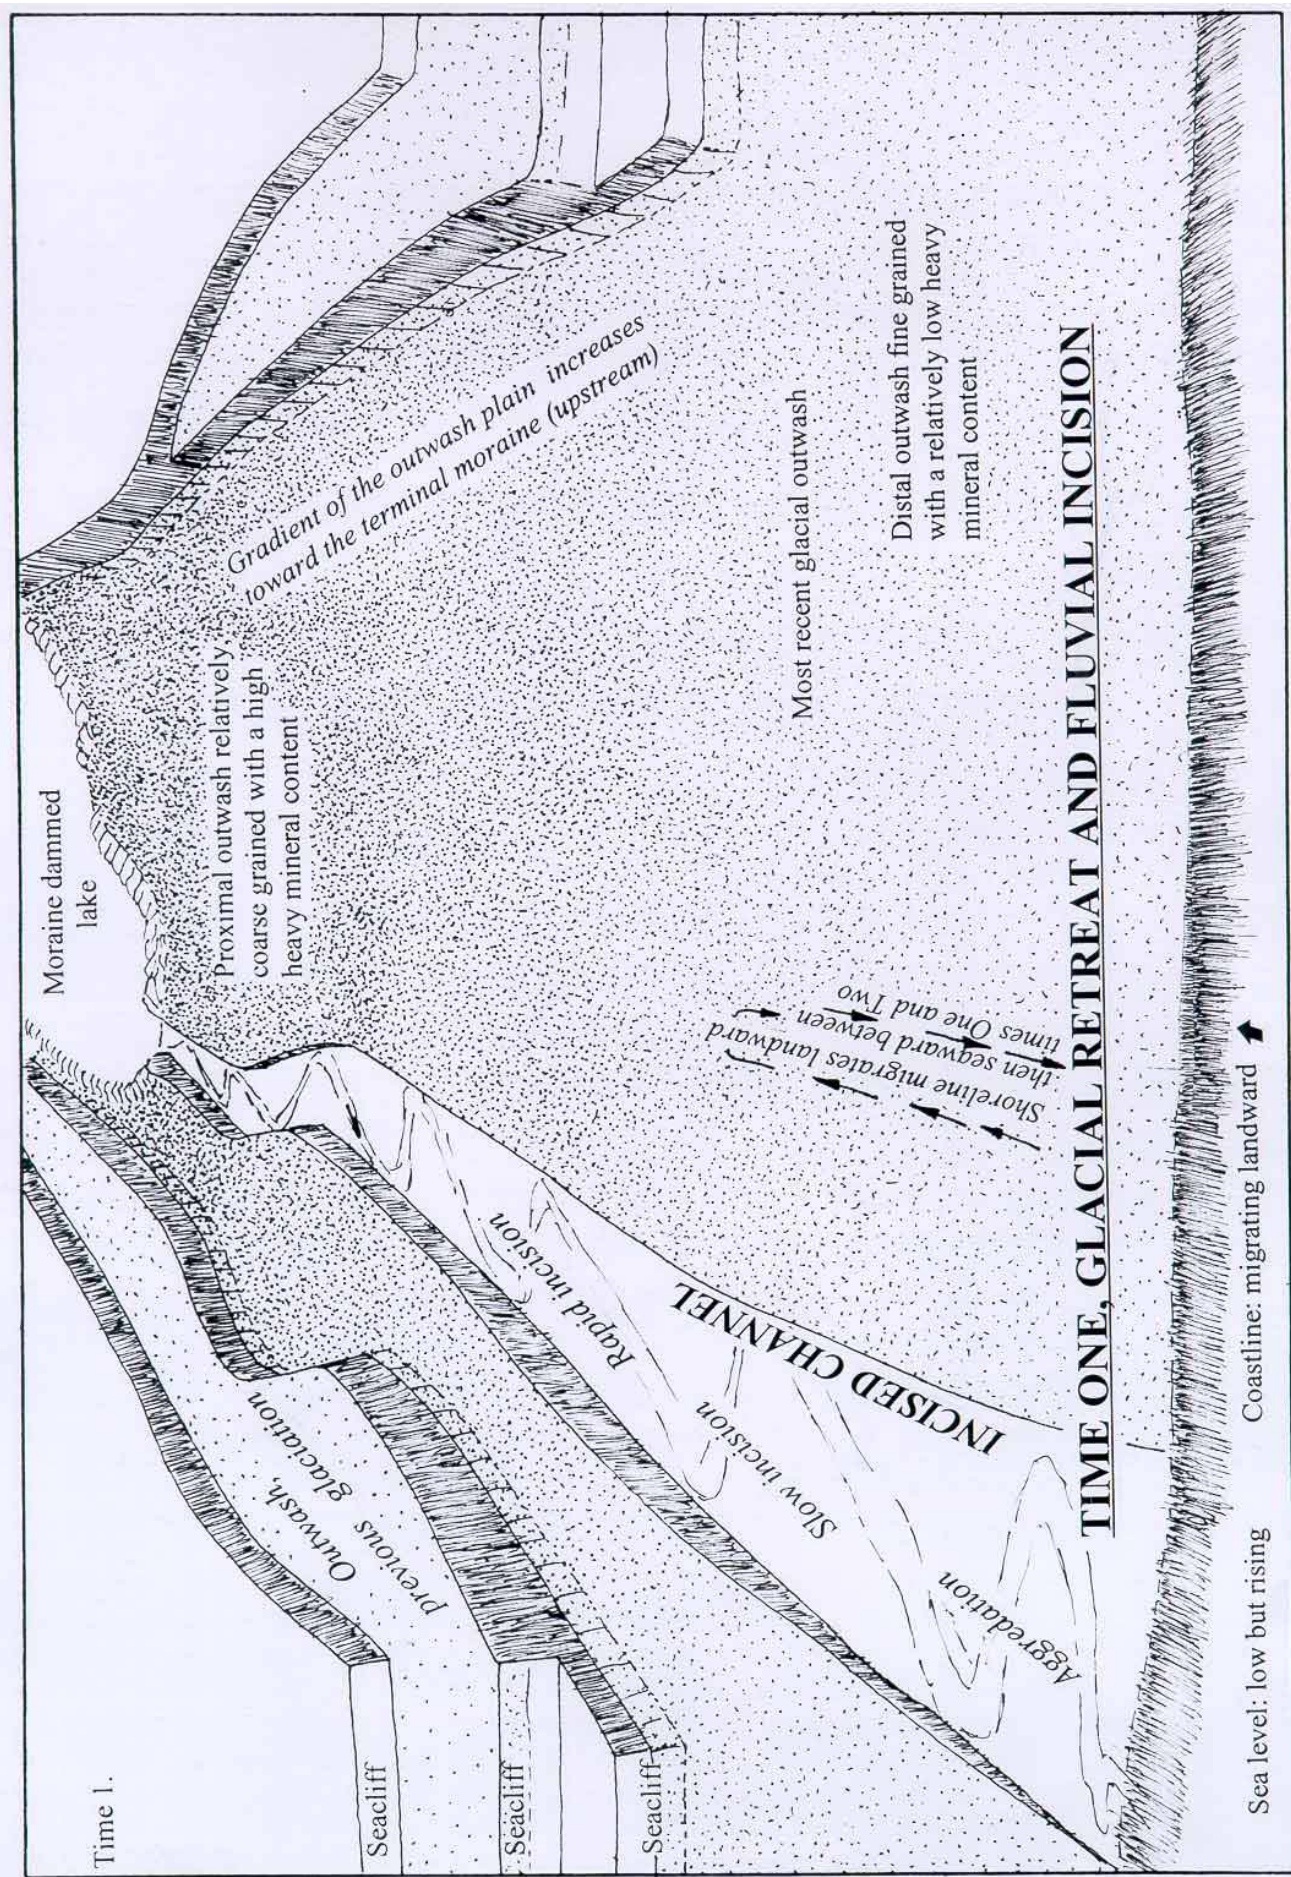 Time 1.
Moraine dammed
lake
Proximal outwash relatively
coarse grained with a high
heavy mineral content
Gradient of the outwash plain increases
toward the terminal moraine (upstream)
Outwash,
previous
glaciation
Seacliff
Seacliff
Seacliff
Rapid incision
Slow incision
Aggredation
INCISED CHANNEL
Most recent glacial outwash
Distal outwash fine grained
with a relatively low heavy
mineral content
Shoreline migrates landward
then seaward between
times One and Two
TIME ONE, GLACIAL RETREAT AND FLUVIAL INCISION
Sea level: low but rising
Coastline: migrating landward